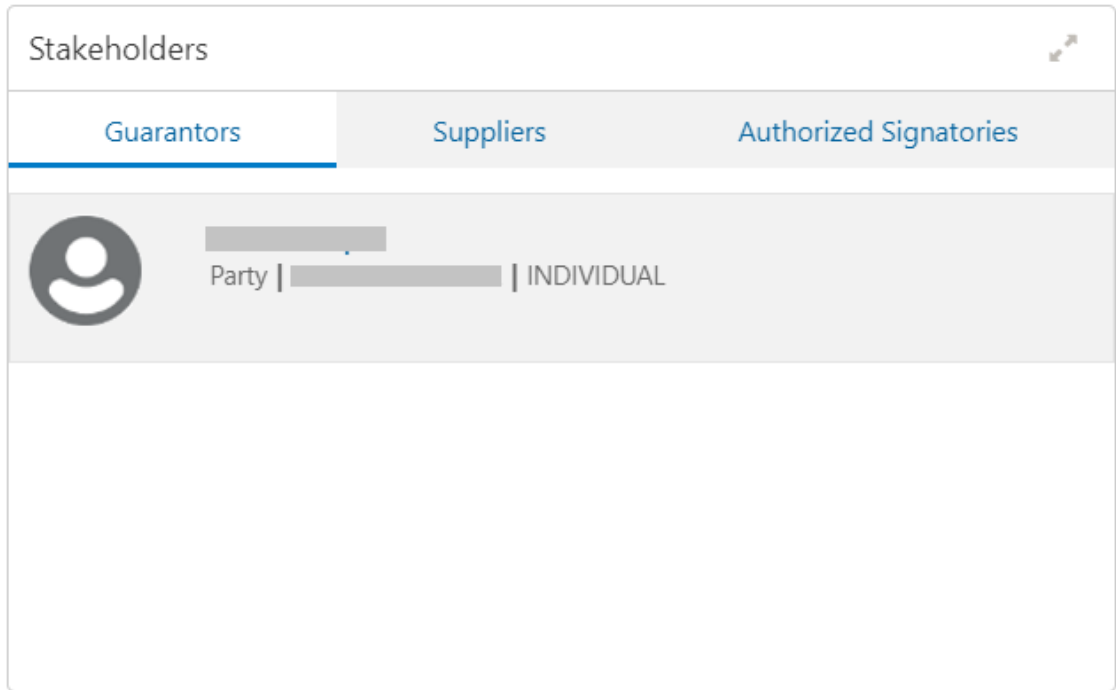 Stakeholders
Guarantors Suppliers Authorized Signatories
Party | | INDIVIDUAL